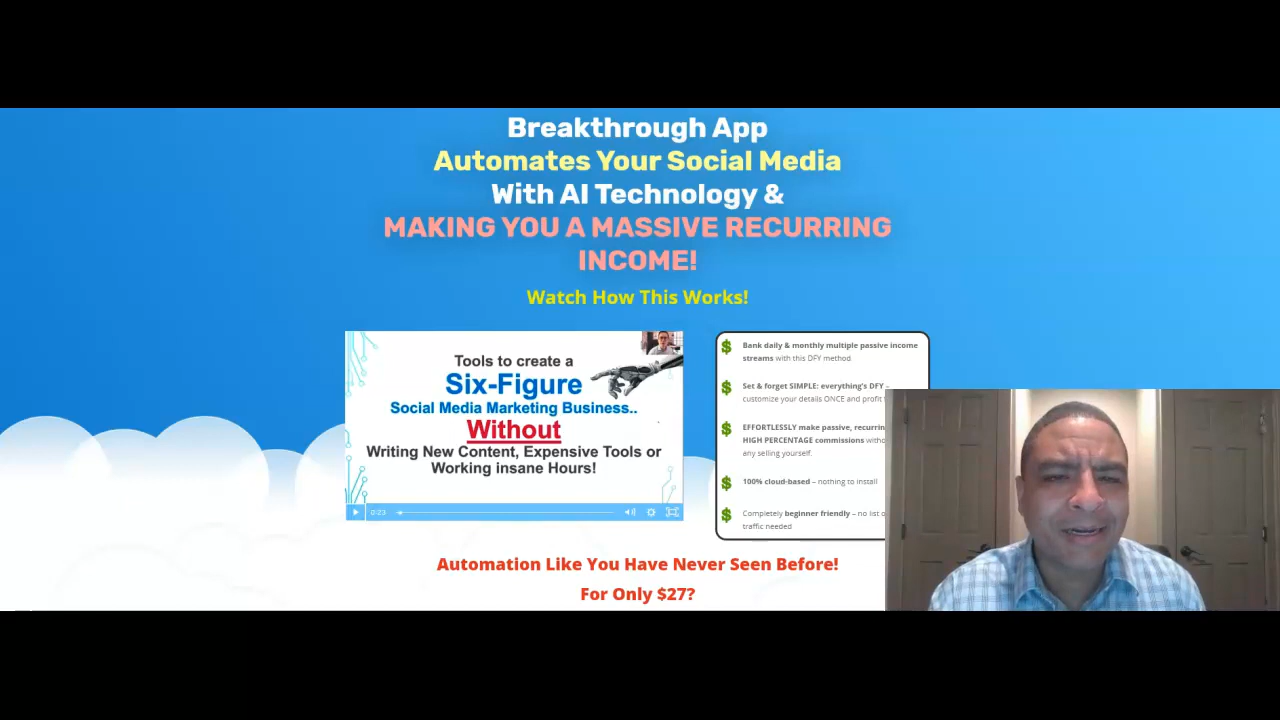 Breakthrough App
Automates Your Social Media
With AI Technology &
MAKING YOU A MASSIVE RECURRING
INCOME!
Watch How This Works!
Tools to create a
Six-Figure
Social Media Marketing Business..
Without
Writing New Content, Expensive Tools or
Working insane Hours!
0:23
$ Bank daily & monthly multiple passive income
streams with this DFY method
$ Set & forget SIMPLE: everything's DFY –
customize your details ONCE and profit
$ EFFORTLESSLY make passive, recurrin
HIGH PERCENTAGE commissions witho
any selling yourself.
$ 100% cloud-based – nothing to install
$ Completely beginner friendly – no list o
traffic needed
Automation Like You Have Never Seen Before!
For Only $27?